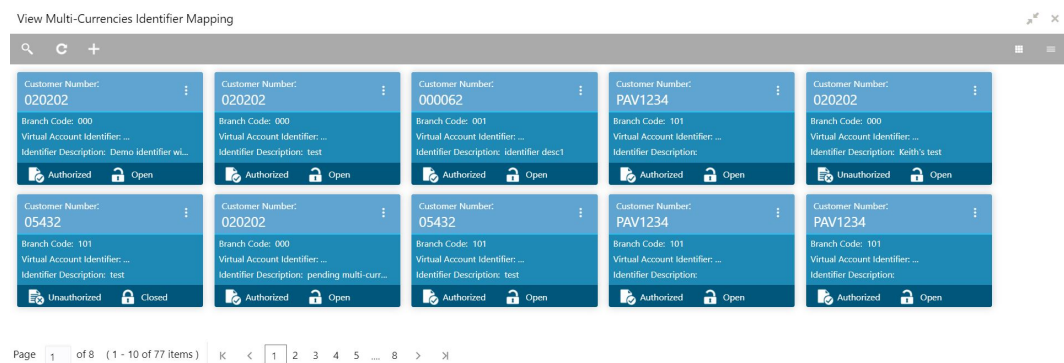 View Multi-Currencies Identifier Mapping
Customer Number:
020202
Branch Code: 000
Virtual Account Identifier: ...
Identifier Description: Demo identifier wi...
Authorized Open
Customer Number:
020202
Branch Code: 000
Virtual Account Identifier: ...
Identifier Description: test
Authorized Open
Customer Number:
000062
Branch Code: 001
Virtual Account Identifier: ...
Identifier Description: identifier desc1
Authorized Open
Customer Number:
PAV1234
Branch Code: 101
Virtual Account Identifier: ...
Identifier Description:
Authorized Open
Customer Number:
020202
Branch Code: 000
Virtual Account Identifier: ...
Identifier Description: Keith's test
Unauthorized Open
Customer Number:
05432
Branch Code: 101
Virtual Account Identifier: ...
Identifier Description: test
Unauthorized Closed
Customer Number:
020202
Branch Code: 000
Virtual Account Identifier: ...
Identifier Description: pending multi-curr...
Authorized Open
Customer Number:
05432
Branch Code: 101
Virtual Account Identifier: ...
Identifier Description: test
Authorized Open
Customer Number:
PAV1234
Branch Code: 101
Virtual Account Identifier: ...
Identifier Description:
Authorized Open
Customer Number:
PAV1234
Branch Code: 101
Virtual Account Identifier: ...
Identifier Description:
Authorized Open
Page 1 of 8 (1 - 10 of 77 items) 1 2 3 4 5 .... 8